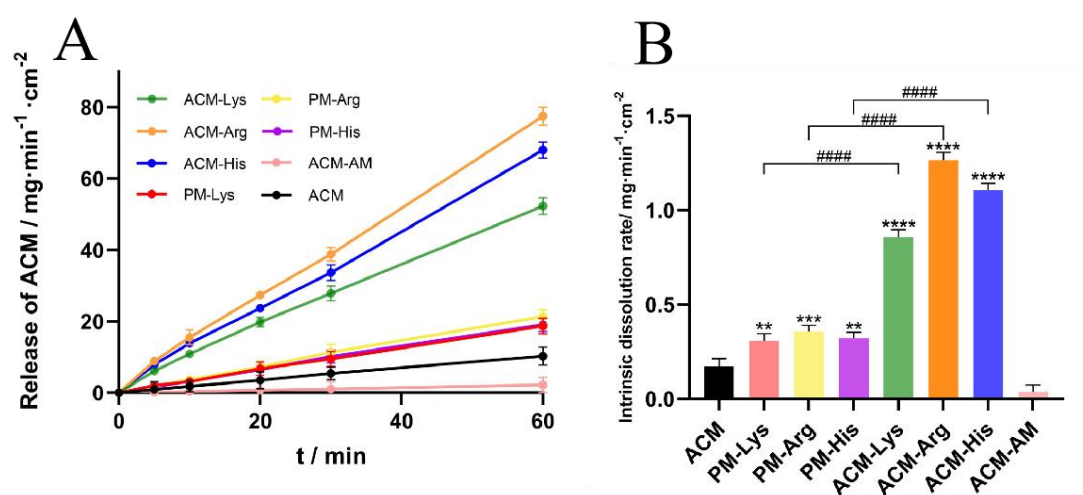 A
Release of ACM / mg·min⁻¹·cm⁻²
80
60
40
20
0
ACM-Lys
ACM-Arg
ACM-His
PM-Lys
PM-Arg
PM-His
ACM-AM
ACM
0
20
40
60
t / min
B
Intrinsic dissolution rate/ mg·min⁻¹·cm⁻²
1.5
1.0
0.5
0.0
####
####
####
**
***
**
****
****
****
ACM
PM-Lys
PM-Arg
PM-His
ACM-Lys
ACM-Arg
ACM-His
ACM-AM